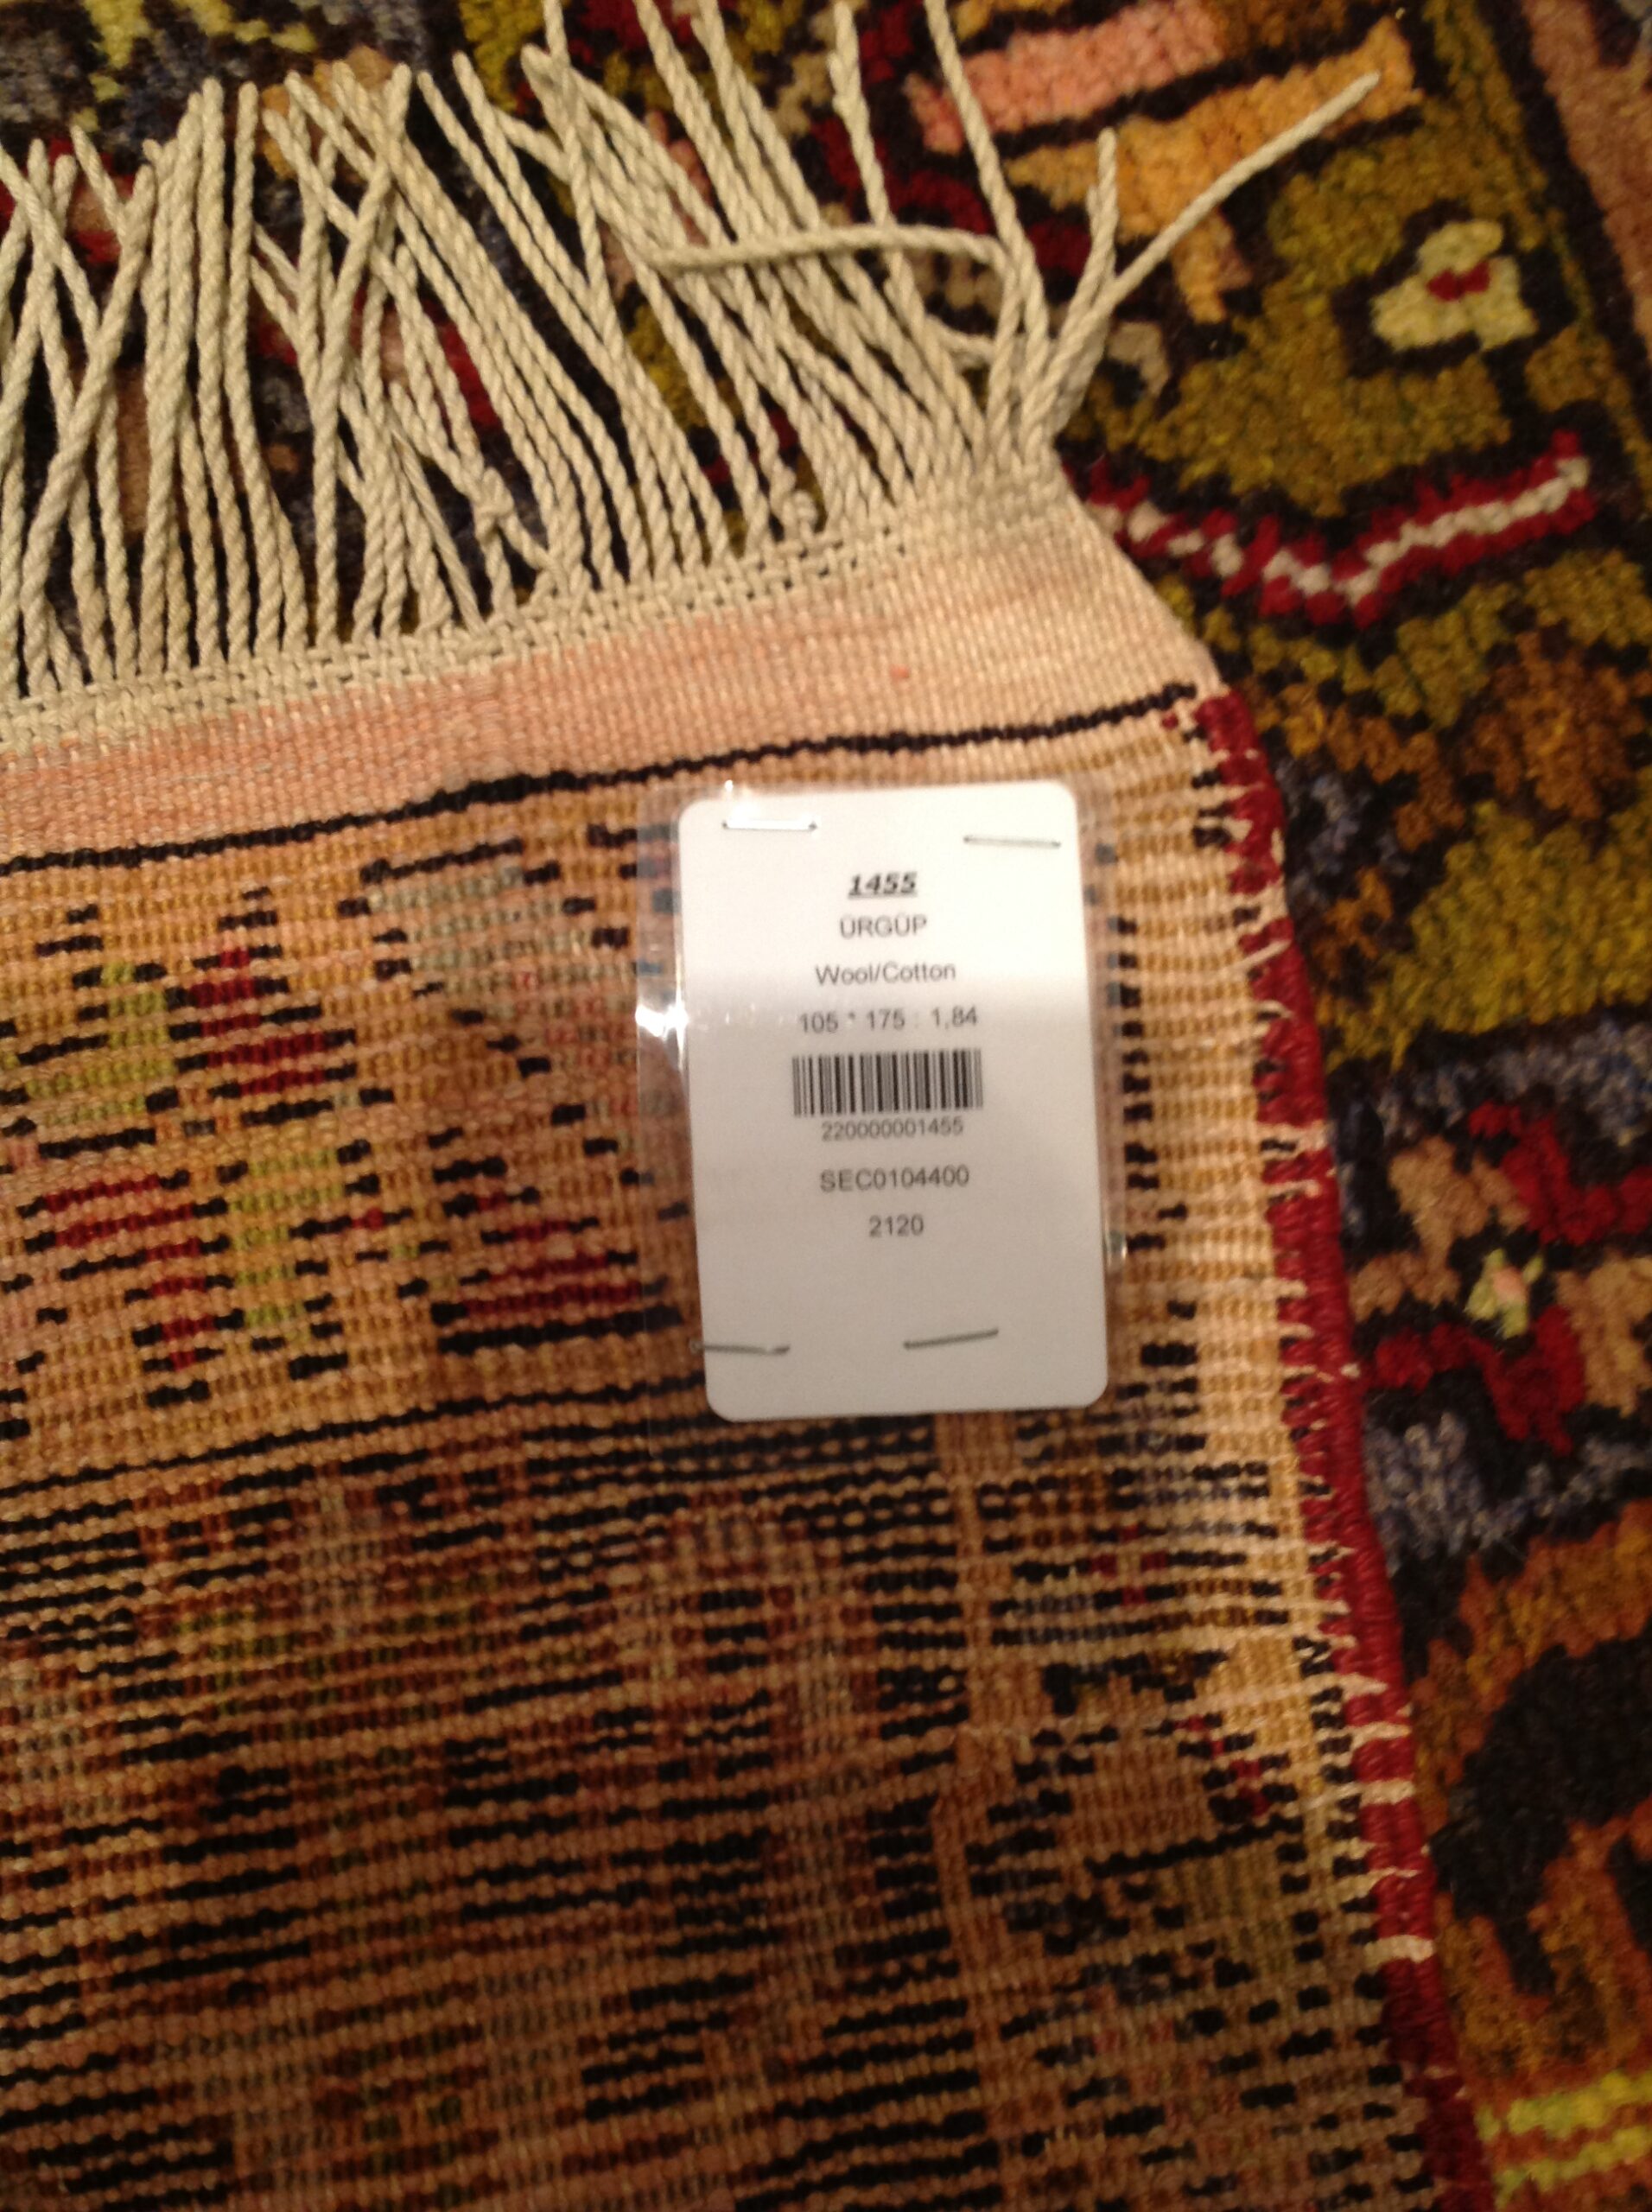 1455
ÜRGÜP
Wool/Cotton
105 * 175 : 1,84
220000001455
SEC0104400
2120